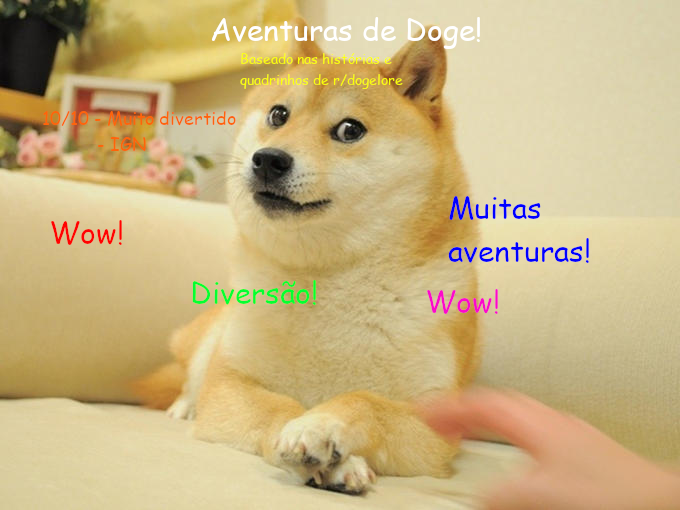 Aventuras de Doge!
Baseado nas histórias e
quadrinhos de r/dogelore
10/10 - Muito divertido
- IGN
Wow!
Muitas
aventuras!
Diversão!
Wow!